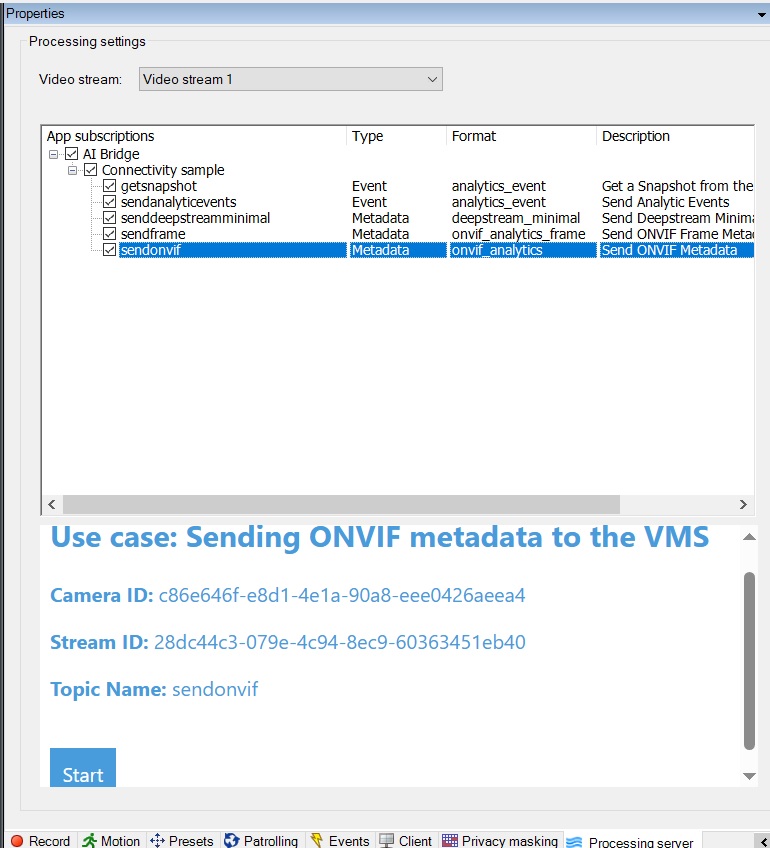 Properties
Processing settings
Video stream: Video stream 1
App subscriptions Type Format Description
AI Bridge
Connectivity sample
getsnapshot Event analytics_event Get a Snapshot from the
sendanalyticevents Event analytics_event Send Analytic Events
senddeepstreamminimal Metadata deepstream_minimal Send Deepstream Minima
sendframe Metadata onvif_analytics_frame Send ONVIF Frame Metad
sendonvif Metadata onvif_analytics Send ONVIF Metadata
Use case: Sending ONVIF metadata to the VMS
Camera ID: c86e646f-e8d1-4e1a-90a8-eee0426aeea4
Stream ID: 28dc44c3-079e-4c94-8ec9-60363451eb40
Topic Name: sendonvif
Start
Record Motion Presets Patrolling Events Client Privacy masking Processing server